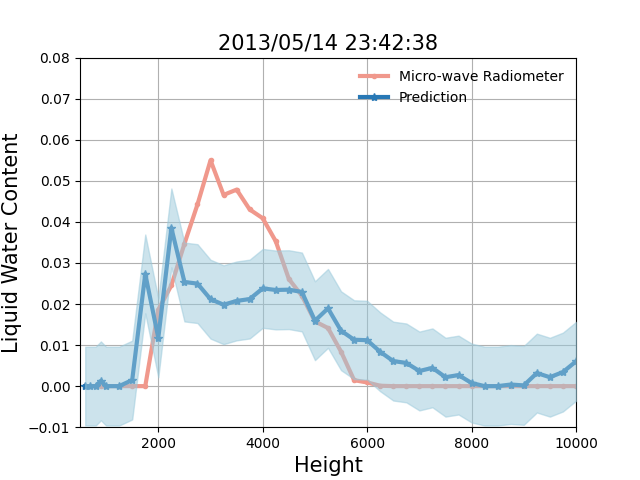 2013/05/14 23:42:38
Micro-wave Radiometer
Prediction
Liquid Water Content
0.08
0.07
0.06
0.05
0.04
0.03
0.02
0.01
0.00
−0.01
2000 4000 6000 8000 10000
Height